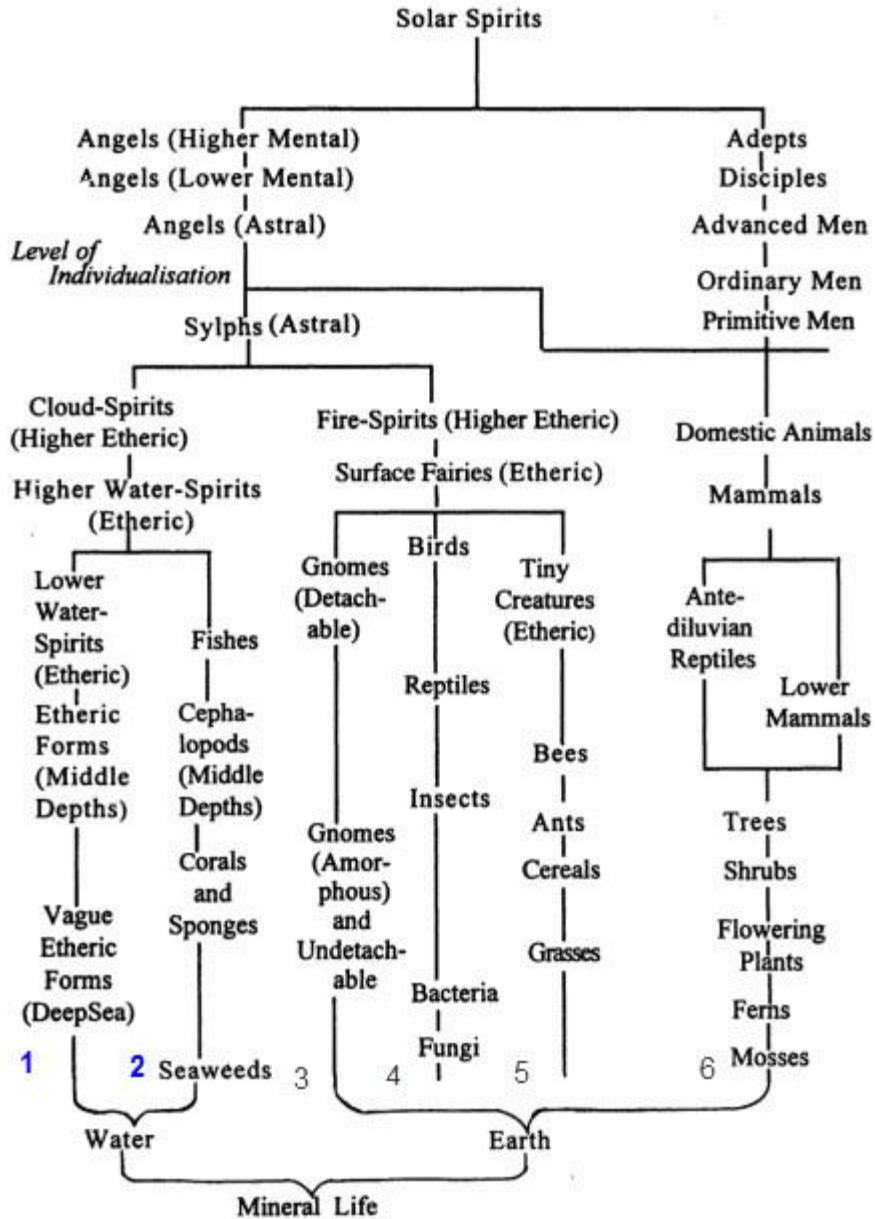 Solar Spirits
Angels (Higher Mental)
Angels (Lower Mental)
Angels (Astral)
Adepts
Disciples
Advanced Men
Level of
Individualisation
Ordinary Men
Primitive Men
Sylphs (Astral)
Cloud-Spirits
(Higher Etheric)
Higher Water-Spirits
(Etheric)
Fire-Spirits (Higher Etheric)
Surface Fairies (Etheric)
Domestic Animals
Mammals
Lower
Water-
Spirits
(Etheric)
Etheric
Forms
(Middle
Depths)
Vague
Etheric
Forms
(DeepSea)
Fishes
Cepha-
lopods
(Middle
Depths)
Corals
and
Sponges
Seaweeds
Gnomes
(Detach-
able)
Gnomes
(Amor-
phous)
and
Undetach-
able
Birds
Reptiles
Insects
Bacteria
Fungi
Tiny
Creatures
(Etheric)
Bees
Ants
Cereals
Grasses
Ante-
diluvian
Reptiles
Lower
Mammals
Trees
Shrubs
Flowering
Plants
Ferns
Mosses
1
2
3
4
5
6
Water
Earth
Mineral Life